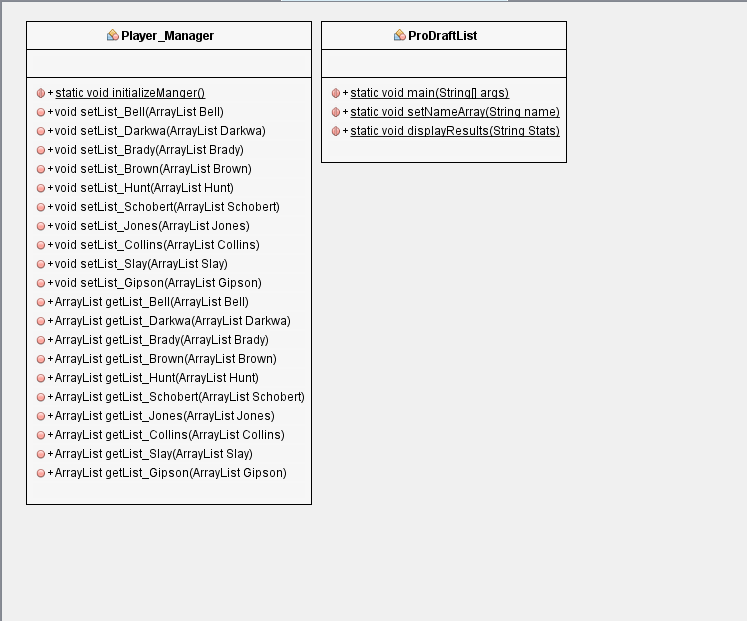 Player_Manager
+static void initializeManger()
+void setList_Bell(ArrayList Bell)
+void setList_Darkwa(ArrayList Darkwa)
+void setList_Brady(ArrayList Brady)
+void setList_Brown(ArrayList Brown)
+void setList_Hunt(ArrayList Hunt)
+void setList_Schobert(ArrayList Schobert)
+void setList_Jones(ArrayList Jones)
+void setList_Collins(ArrayList Collins)
+void setList_Slay(ArrayList Slay)
+void setList_Gipson(ArrayList Gipson)
+ArrayList getList_Bell(ArrayList Bell)
+ArrayList getList_Darkwa(ArrayList Darkwa)
+ArrayList getList_Brady(ArrayList Brady)
+ArrayList getList_Brown(ArrayList Brown)
+ArrayList getList_Hunt(ArrayList Hunt)
+ArrayList getList_Schobert(ArrayList Schobert)
+ArrayList getList_Jones(ArrayList Jones)
+ArrayList getList_Collins(ArrayList Collins)
+ArrayList getList_Slay(ArrayList Slay)
+ArrayList getList_Gipson(ArrayList Gipson)
ProDraftList
+static void main(String[] args)
+static void setNameArray(String name)
+static void displayResults(String Stats)